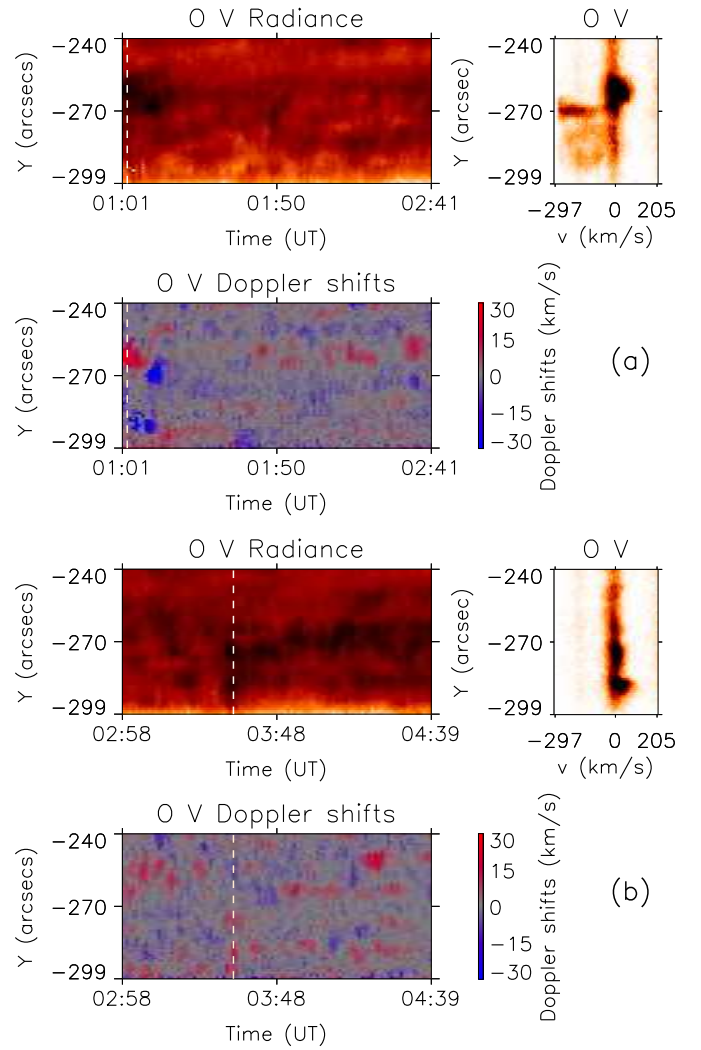 O V Radiance
O V
−240
−270
−299
Y (arcsecs)
01:01
01:50
02:41
Time (UT)
−240
−270
−299
Y (arcsec)
−297 0 205
v (km/s)
O V Doppler shifts
−240
−270
−299
Y (arcsecs)
01:01
01:50
02:41
Time (UT)
30
15
0
−15
−30
Doppler shifts (km/s)
(a)
O V Radiance
O V
−240
−270
−299
Y (arcsecs)
02:58
03:48
04:39
Time (UT)
−240
−270
−299
Y (arcsec)
−297 0 205
v (km/s)
O V Doppler shifts
−240
−270
−299
Y (arcsecs)
02:58
03:48
04:39
Time (UT)
30
15
0
−15
−30
Doppler shifts (km/s)
(b)